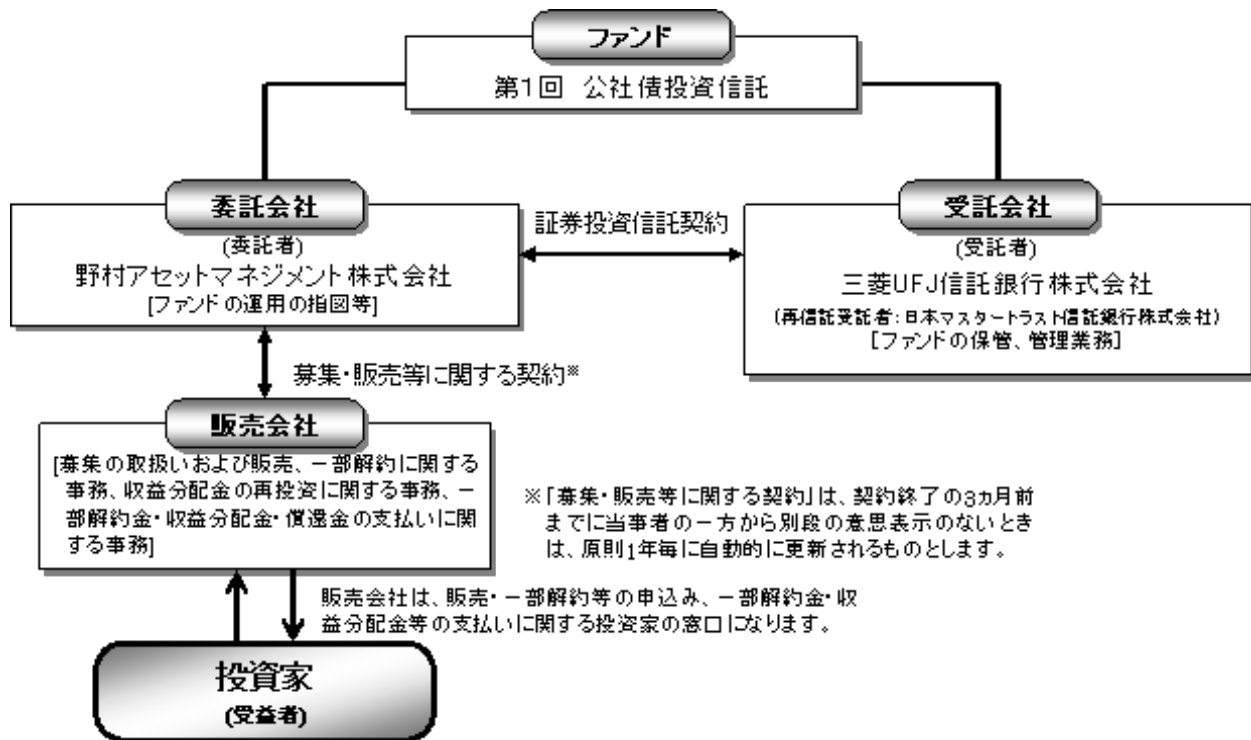 ファンド
第1回 公社債投資信託
委託会社
(委託者)
野村アセットマネジメント株式会社
[ファンドの運用の指図等]
証券投資信託契約
受託会社
(受託者)
三菱UFJ信託銀行株式会社
(再信託受託者:日本マスタートラスト信託銀行株式会社)
[ファンドの保管、管理業務]
募集・販売等に関する契約※
販売会社
[募集の取扱いおよび販売、一部解約に関する
事務、収益分配金の再投資に関する事務、一
部解約金・収益分配金・償還金の支払いに関
する事務]
※「募集・販売等に関する契約」は、契約終了の3ヵ月前
までに当事者の一方から別段の意思表示のないとき
は、原則1年毎に自動的に更新されるものとします。
販売会社は、販売・一部解約等の申込み、一部解約金・収
益分配金等の支払いに関する投資家の窓口になります。
投資家
(受益者)